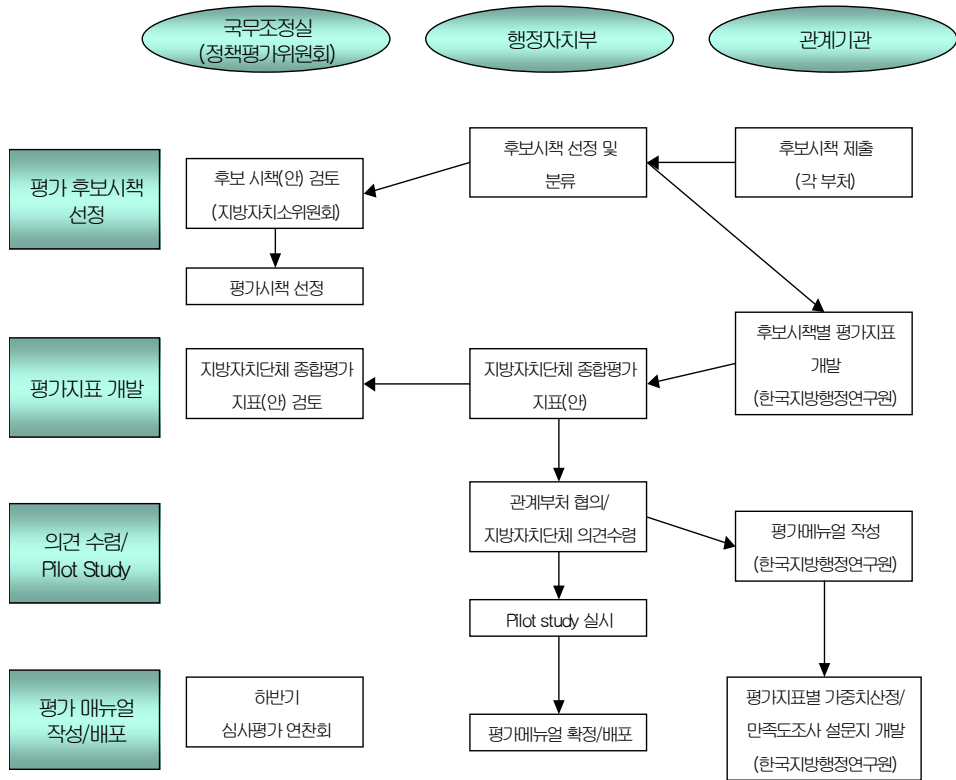 국무조정실
(정책평가위원회)
행정자치부
관계기관
평가 후보시책
선정
후보 시책(안) 검토
(지방자치소위원회)
후보시책 선정 및
분류
후보시책 제출
(각 부처)
평가시책 선정
평가지표 개발
지방자치단체 종합평가
지표(안) 검토
지방자치단체 종합평가
지표(안)
후보시책별 평가지표
개발
(한국지방행정연구원)
의견 수렴/
Pilot Study
관계부처 협의/
지방자치단체 의견수렴
평가메뉴얼 작성
(한국지방행정연구원)
Pilot study 실시
평가 매뉴얼
작성/배포
하반기
심사평가 연찬회
평가메뉴얼 확정/배포
평가지표별 가중치산정/
만족도조사 설문지 개발
(한국지방행정연구원)